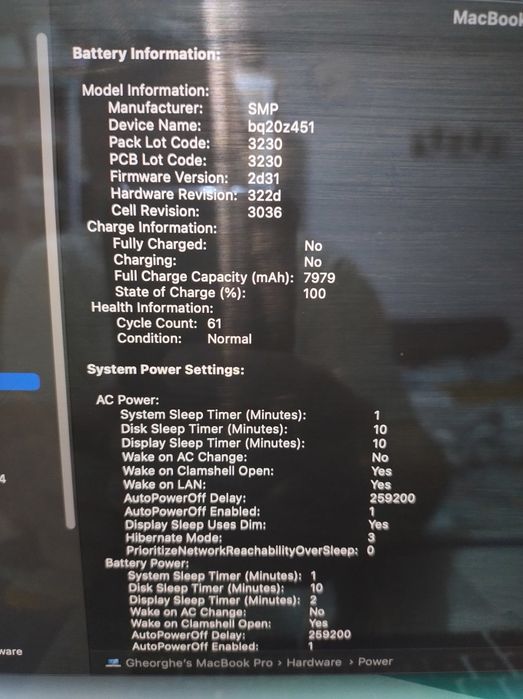 MacBook
Battery Information:
Model Information:
Manufacturer: SMP
Device Name: bq20z451
Pack Lot Code: 3230
PCB Lot Code: 3230
Firmware Version: 2d31
Hardware Revision: 322d
Cell Revision: 3036
Charge Information:
Fully Charged: No
Charging: No
Full Charge Capacity (mAh): 7979
State of Charge (%): 100
Health Information:
Cycle Count: 61
Condition: Normal
System Power Settings:
AC Power:
System Sleep Timer (Minutes): 1
Disk Sleep Timer (Minutes): 10
Display Sleep Timer (Minutes): 10
Wake on AC Change: No
Wake on Clamshell Open: Yes
4
Wake on LAN: Yes
AutoPowerOff Delay: 259200
AutoPowerOff Enabled: 1
Display Sleep Uses Dim: Yes
Hibernate Mode: 3
PrioritizeNetworkReachabilityOverSleep: 0
Battery Power:
System Sleep Timer (Minutes): 1
Disk Sleep Timer (Minutes): 10
Display Sleep Timer (Minutes): 2
Wake on AC Change: No
Wake on Clamshell Open: Yes
AutoPowerOff Delay: 259200
AutoPowerOff Enabled: 1
ware
Gheorghe's MacBook Pro › Hardware › Power